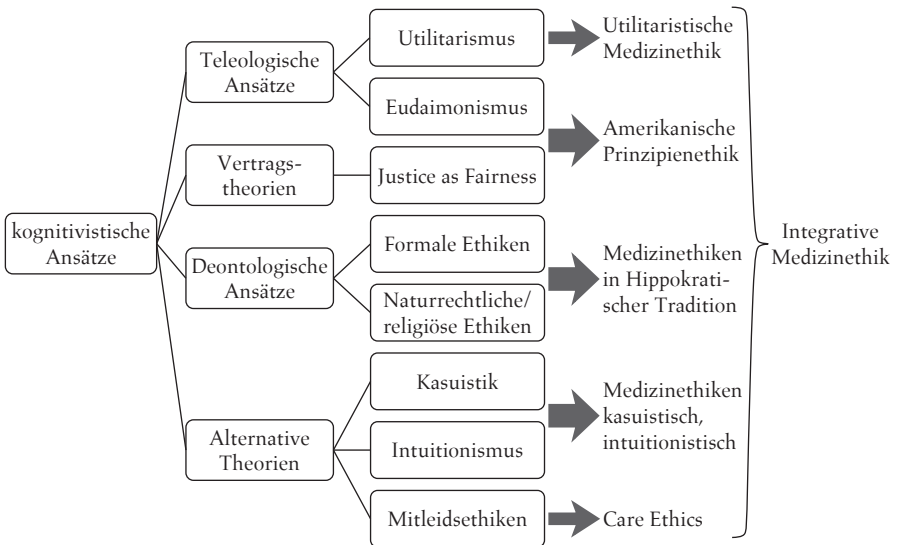 kognitivistische
Ansätze
Teleologische
Ansätze
Vertrags-
theorien
Deontologische
Ansätze
Alternative
Theorien
Utilitarismus
Eudaimonismus
Justice as Fairness
Formale Ethiken
Naturrechtliche/
religiöse Ethiken
Kasuistik
Intuitionismus
Mitleidsethiken
Utilitaristische
Medizinethik
Amerikanische
Prinzipienethik
Medizinethiken
in Hippokrati-
scher Tradition
Medizinethiken
kasuistisch,
intuitionistisch
Care Ethics
Integrative
Medizinethik